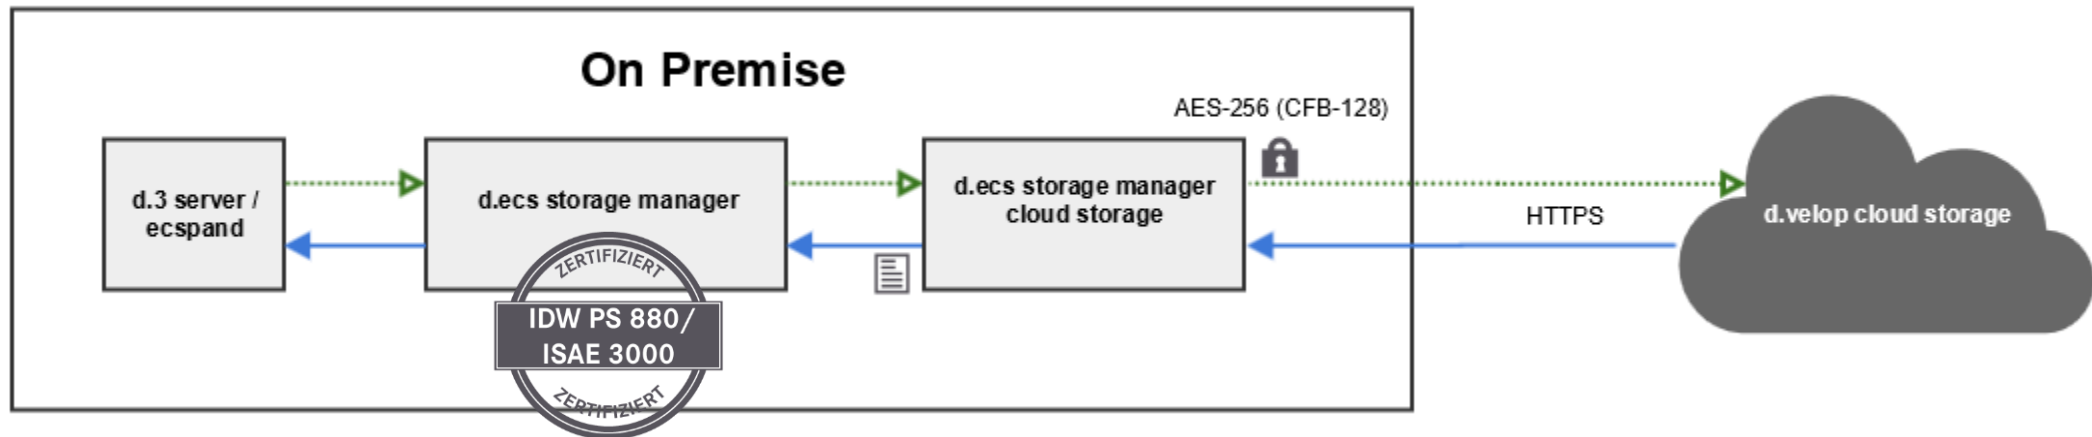 On Premise
AES-256 (CFB-128)
d.3 server /
ecspand
d.ecs storage manager
d.ecs storage manager
cloud storage
HTTPS
d.velop cloud storage
ZERTIFIZIERT
IDW PS 880/
ISAE 3000
ZERTIFIZIERT